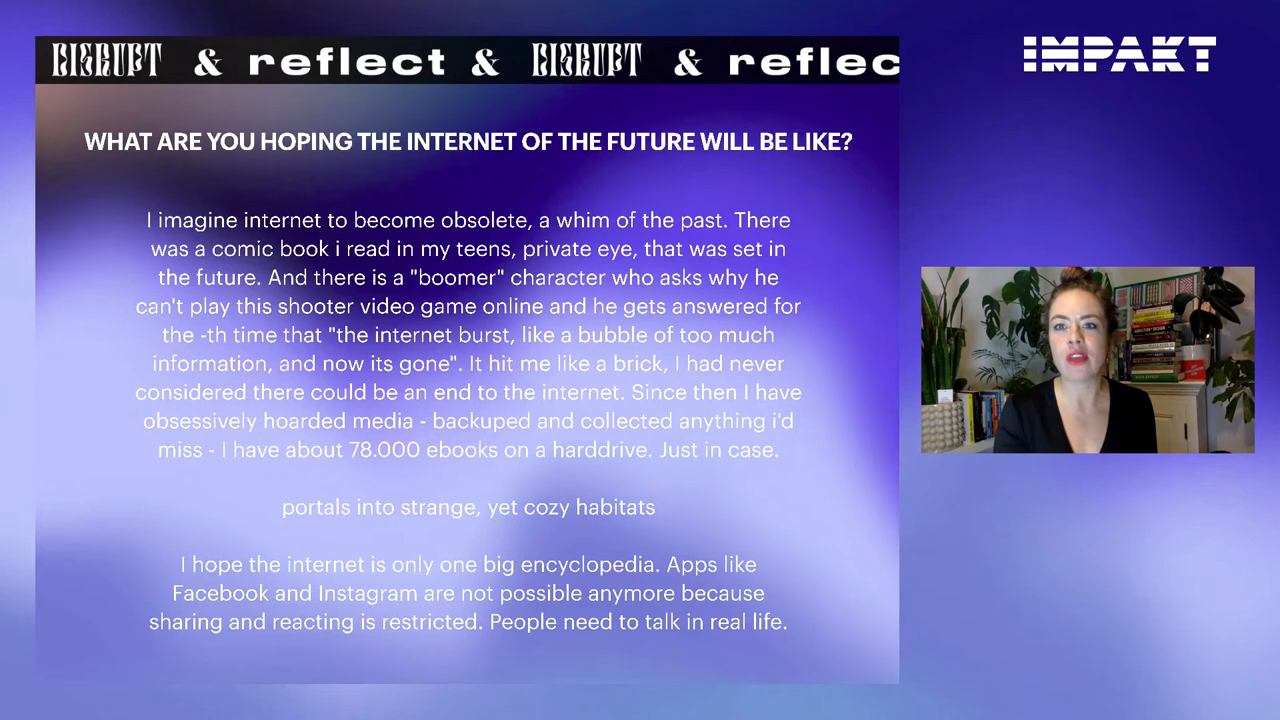 DISRUPT & reflect & DISRUPT & reflec
IMPAKT
WHAT ARE YOU HOPING THE INTERNET OF THE FUTURE WILL BE LIKE?
I imagine internet to become obsolete, a whim of the past. There
was a comic book i read in my teens, private eye, that was set in
the future. And there is a "boomer" character who asks why he
can't play this shooter video game online and he gets answered for
the -th time that "the internet burst, like a bubble of too much
information, and now its gone". It hit me like a brick, I had never
considered there could be an end to the internet. Since then I have
obsessively hoarded media - backuped and collected anything i'd
miss - I have about 78.000 ebooks on a harddrive. Just in case.
portals into strange, yet cozy habitats
I hope the internet is only one big encyclopedia. Apps like
Facebook and Instagram are not possible anymore because
sharing and reacting is restricted. People need to talk in real life.